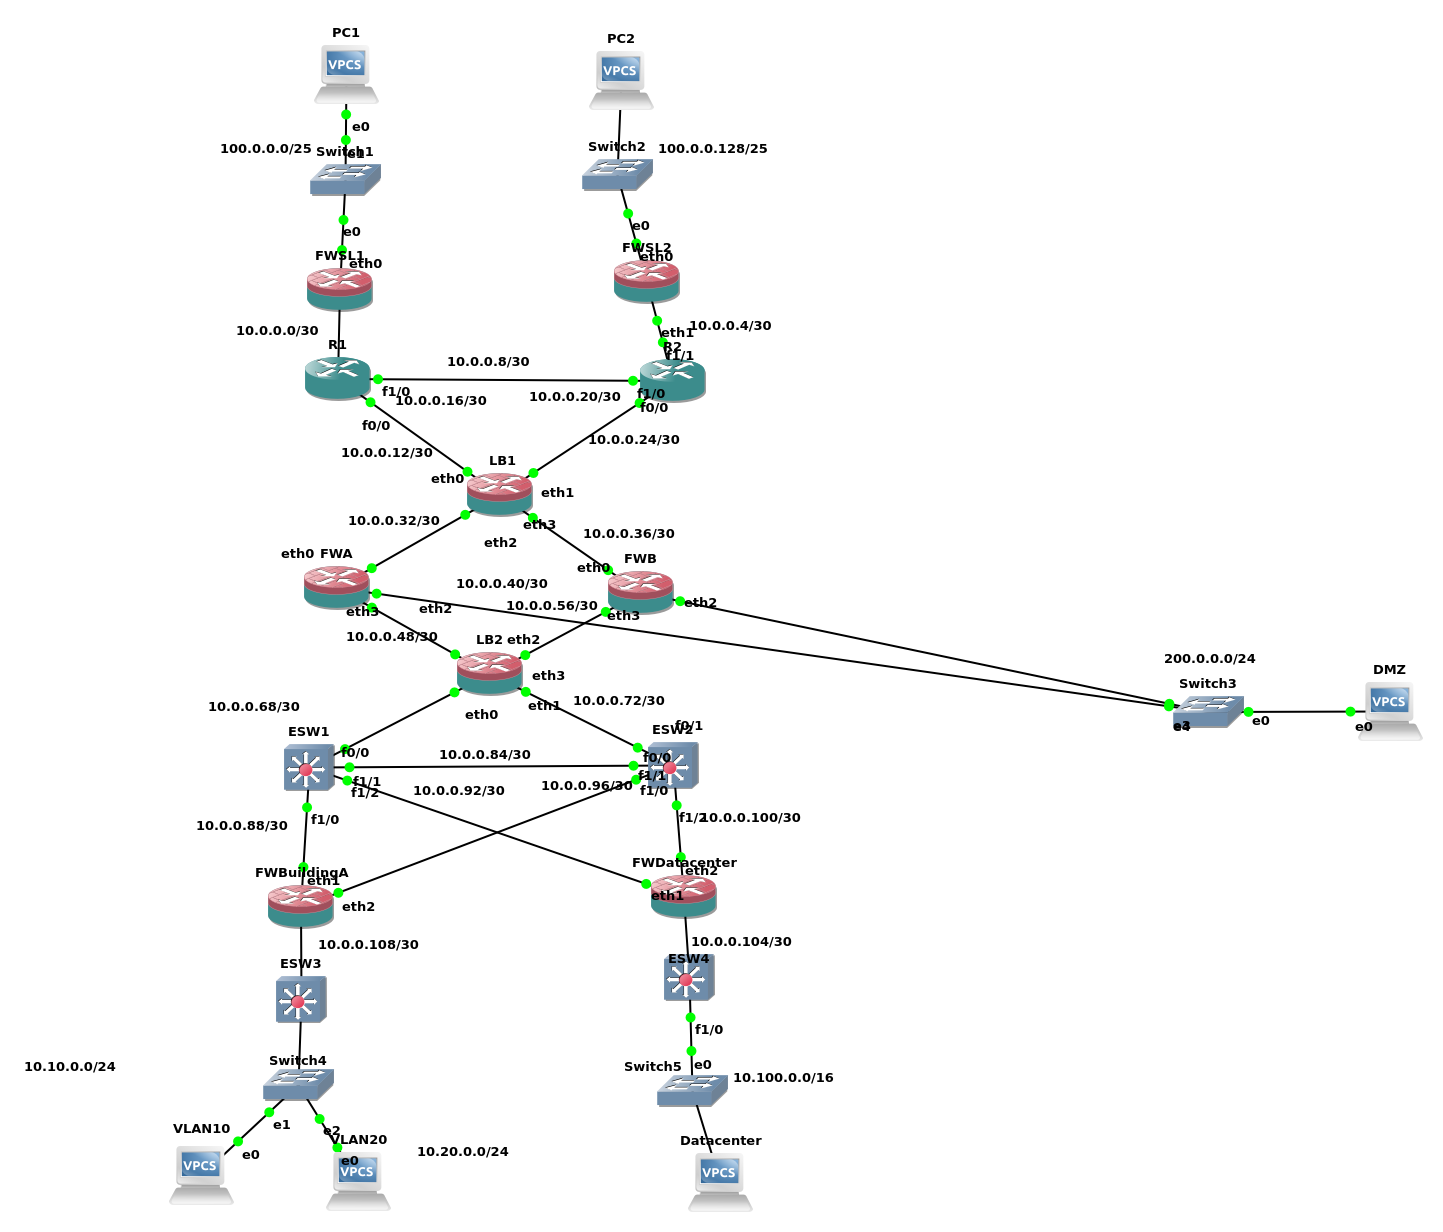 PC1
PC2
VPCS
VPCS
e0
100.0.0.0/25
Switch1
e1
Switch2
100.0.0.128/25
e0
e0
FWSL1
eth0
FWSL2
eth0
10.0.0.0/30
10.0.0.4/30
eth1
R1
R2
f1/1
10.0.0.8/30
f1/0
f1/0
10.0.0.16/30
10.0.0.20/30
f0/0
f0/0
10.0.0.24/30
10.0.0.12/30
LB1
eth0
eth1
10.0.0.32/30
eth3
10.0.0.36/30
eth2
eth0
FWA
FWB
eth0
10.0.0.40/30
eth3
eth2
10.0.0.56/30
eth3
eth2
10.0.0.48/30
LB2
eth2
eth3
200.0.0.0/24
DMZ
Switch3
VPCS
e3
e4
e0
e0
10.0.0.68/30
eth0
eth1
10.0.0.72/30
ESW1
ESW2
f0/1
f0/0
10.0.0.84/30
f0/0
f1/1
f1/1
f1/2
10.0.0.92/30
10.0.0.96/30
f1/0
10.0.0.88/30
f1/0
f1/2
10.0.0.100/30
FWBuildingA
eth1
FWDatacenter
eth2
eth2
eth1
10.0.0.108/30
10.0.0.104/30
ESW3
ESW4
f1/0
10.10.0.0/24
Switch4
Switch5
e0
10.100.0.0/16
VLAN10
e1
e2
VLAN20
10.20.0.0/24
Datacenter
e0
e0
VPCS
VPCS
VPCS